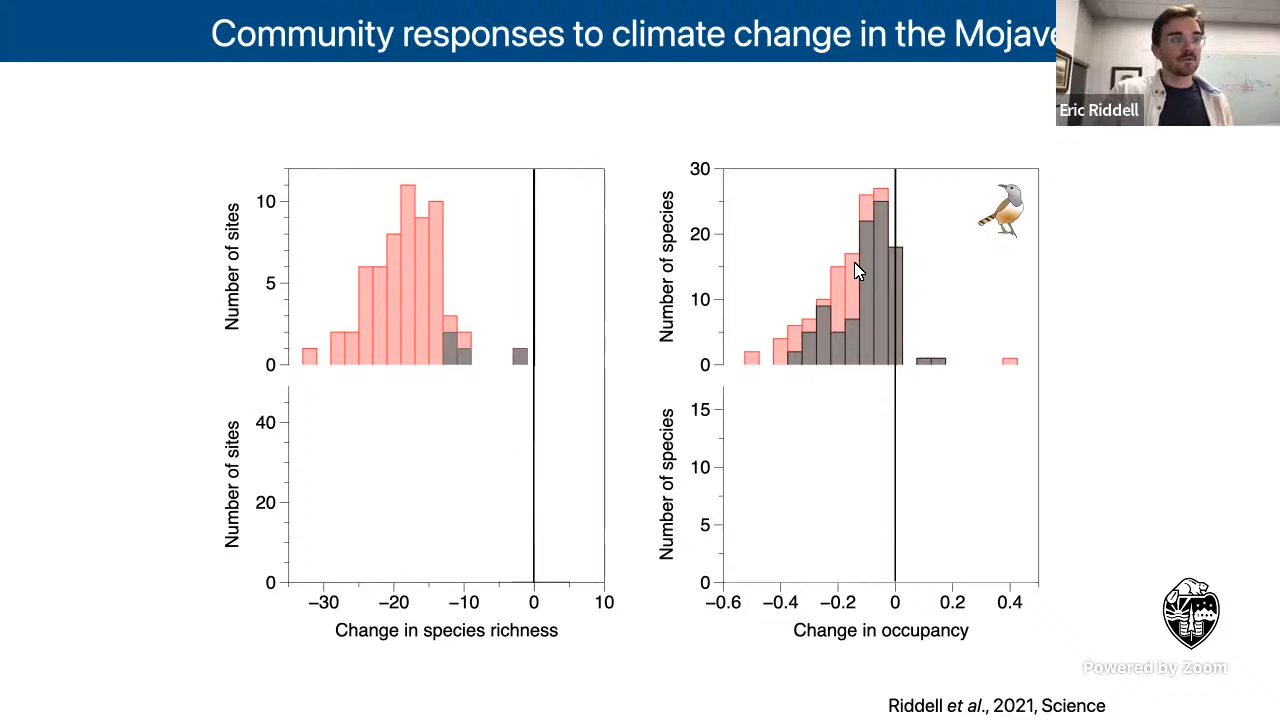 Community responses to climate change in the Mojave
Eric Riddell
Number of sites
10
5
0
Number of species
30
20
10
0
Number of sites
40
20
0
−30
−20
−10
0
10
Change in species richness
Number of species
15
10
5
0
−0.6
−0.4
−0.2
0
0.2
0.4
Change in occupancy
Powered by Zoom
Riddell et al., 2021, Science